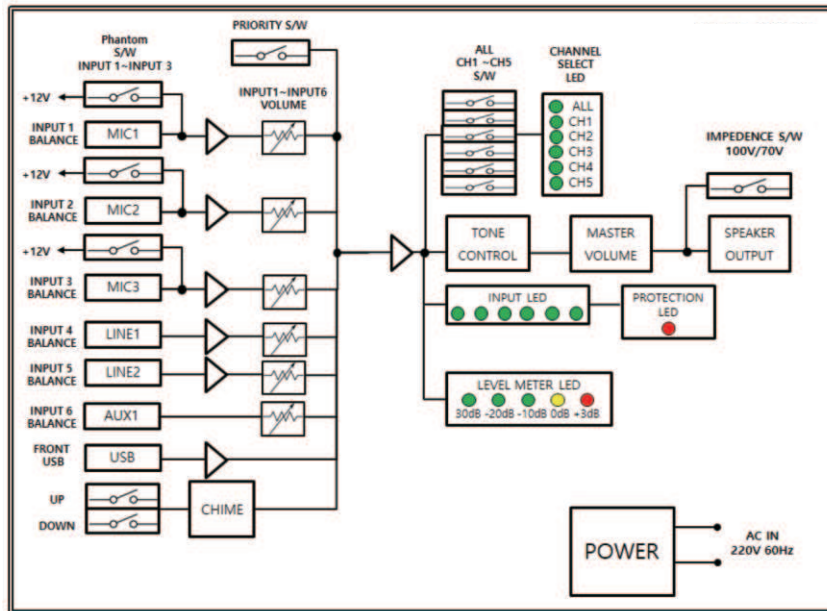 PRIORITY S/W
Phantom
S/W
INPUT 1~INPUT 3
+12V
INPUT 1
BALANCE
MIC1
+12V
INPUT 2
BALANCE
MIC2
+12V
INPUT 3
BALANCE
MIC3
INPUT 4
BALANCE
LINE1
INPUT 5
BALANCE
LINE2
INPUT 6
BALANCE
AUX1
FRONT
USB
USB
UP
DOWN
CHIME
INPUT1~INPUT6
VOLUME
ALL
CH1 ~CH5
S/W
CHANNEL
SELECT
LED
ALL
CH1
CH2
CH3
CH4
CH5
IMPEDENCE S/W
100V/70V
TONE
CONTROL
MASTER
VOLUME
SPEAKER
OUTPUT
INPUT LED
PROTECTION
LED
LEVEL METER LED
30dB -20dB -10dB 0dB +3dB
POWER
AC IN
220V 60Hz